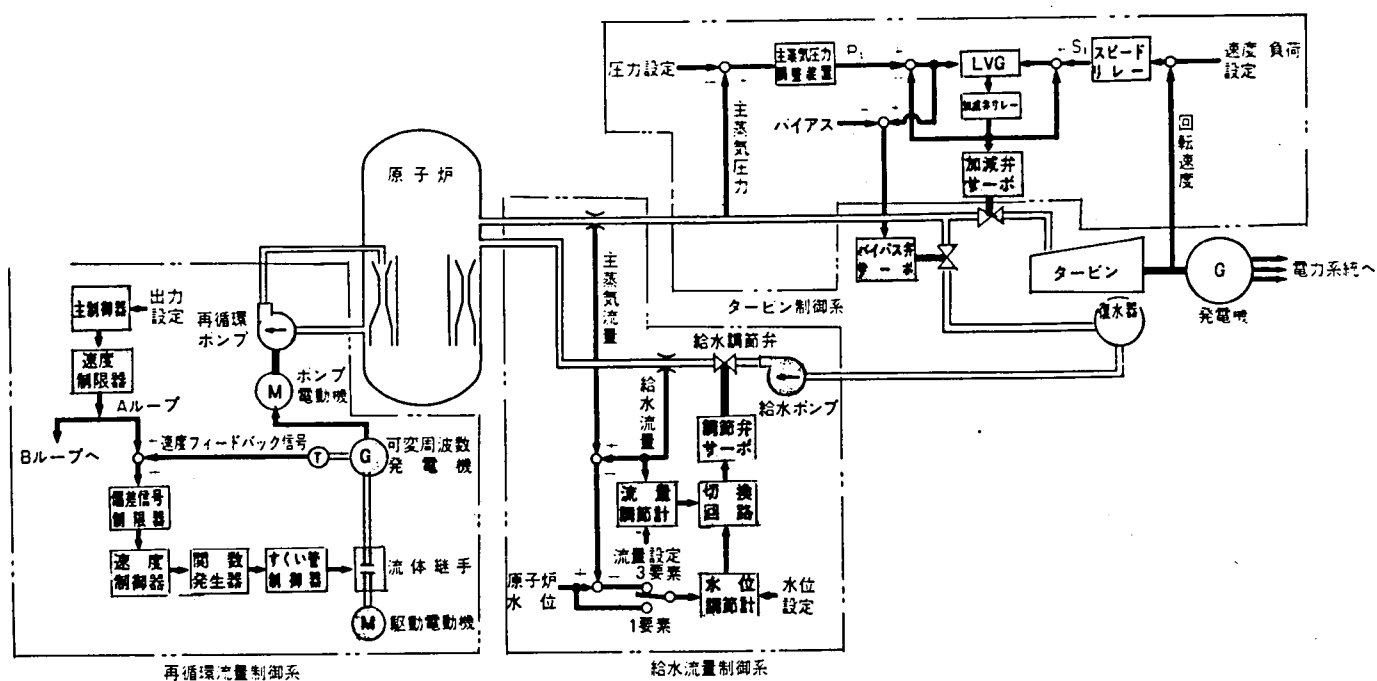 圧力設定
主蒸気圧力
調整装置
P₁
LVG
S₁
スピード
リレー
速度 負荷
設定
加減弁リレー
バイアス
主蒸気圧力
回転速度
加減弁
サーボ
バイパス弁
サーボ
タービン
G
発電機
電力系統へ
復水器
タービン制御系
原子炉
主蒸気流量
給水調節弁
給水ポンプ
給水流量
調節弁
サーボ
流量
調節計
切換
回路
流量設定
3要素
原子炉
水位
1要素
水位
調節計
水位
設定
給水流量制御系
主制御器
出力
設定
再循環
ポンプ
速度
制限器
M
ポンプ
電動機
Aループ
Bループへ
速度フィードバック信号
T
G
可変周波数
発電機
偏差信号
制限器
速度
制御器
関数
発生器
すくい管
制御器
流体継手
M
駆動電動機
再循環流量制御系